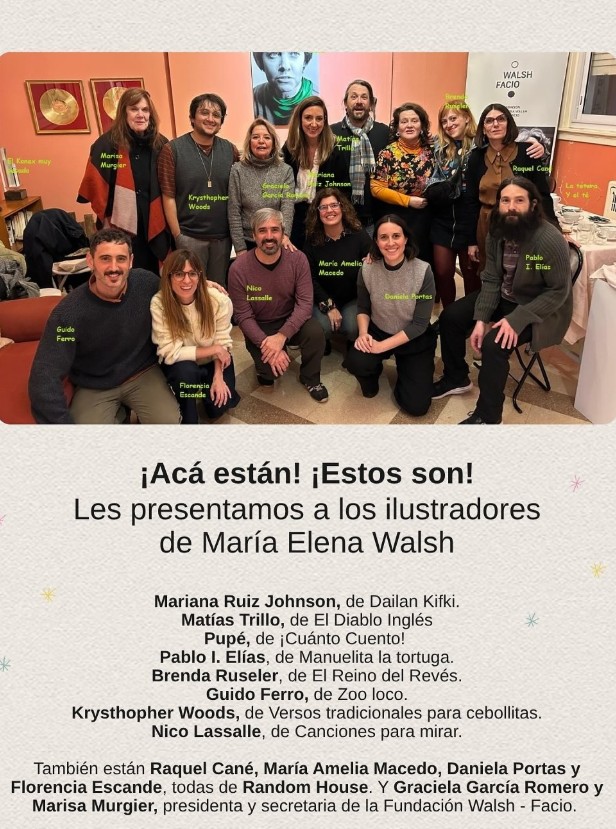 WALSH
FACIO
Brenda
Ruseler
Marisa
Murgier
Krysthopher
Woods
Graciela
García Romero
Mariana
Ruiz Johnson
Matías
Trillo
Raquel Cané
La tetera
Y el té
Pablo
I. Elías
María Amelia
Macedo
Daniela Portas
Nico
Lassalle
Guido
Ferro
Florencia
Escande
¡Acá están! ¡Estos son!
Les presentamos a los ilustradores
de María Elena Walsh
Mariana Ruiz Johnson, de Dailan Kifki.
Matías Trillo, de El Diablo Inglés
Pupé, de ¡Cuánto Cuento!
Pablo I. Elías, de Manuelita la tortuga.
Brenda Ruseler, de El Reino del Revés.
Guido Ferro, de Zoo loco.
Krysthopher Woods, de Versos tradicionales para cebollitas.
Nico Lassalle, de Canciones para mirar.
También están Raquel Cané, María Amelia Macedo, Daniela Portas y
Florencia Escande, todas de Random House. Y Graciela García Romero y
Marisa Murgier, presidenta y secretaria de la Fundación Walsh - Facio.